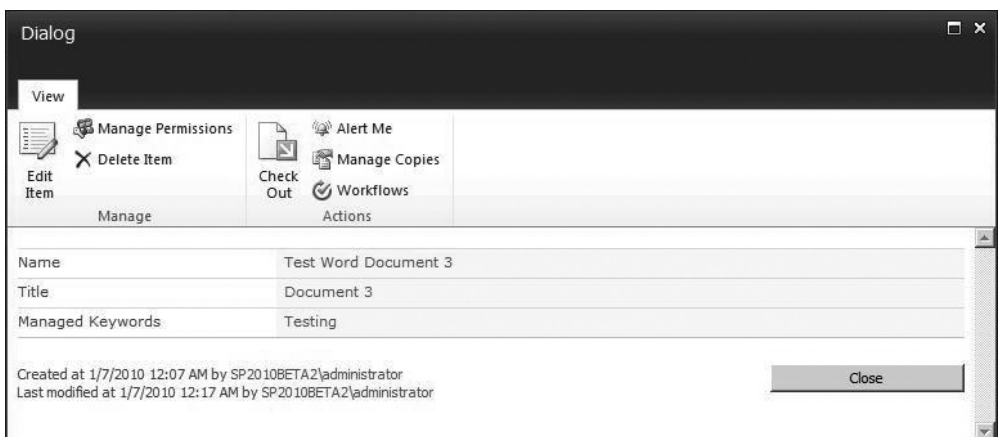 Dialog
View
Edit Item
Manage Permissions
Delete Item
Manage
Check Out
Alert Me
Manage Copies
Workflows
Actions
Name Test Word Document 3
Title Document 3
Managed Keywords Testing
Created at 1/7/2010 12:07 AM by SP2010BETA2\administrator
Last modified at 1/7/2010 12:17 AM by SP2010BETA2\administrator
Close